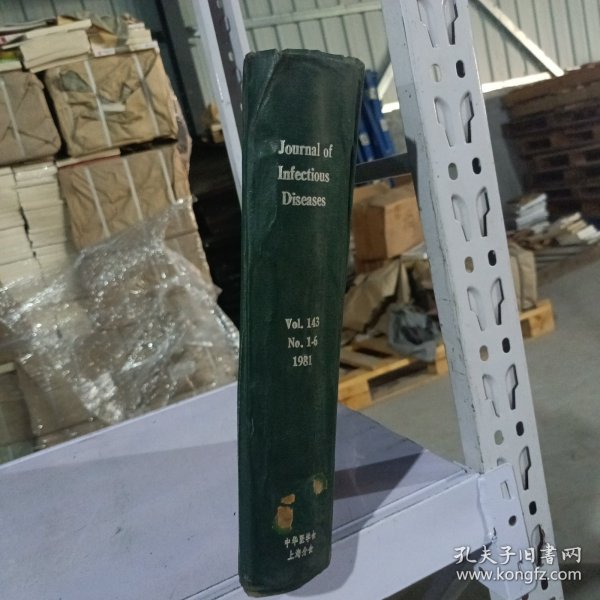 Journal of
Infectious
Diseases
Vol. 143
No. 1-6
1981
中华医学会
上海分会
孔夫子旧书网
www.kongfz.com